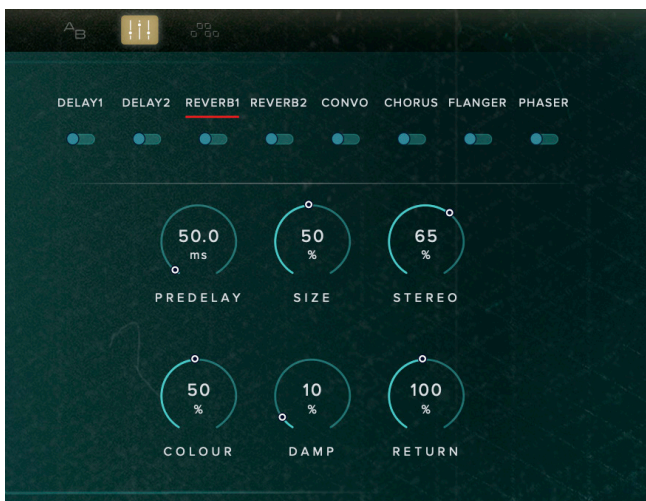 AB
DELAY1 DELAY2 REVERB1 REVERB2 CONVO CHORUS FLANGER PHASER
50.0 50 65
ms % %
PREDELAY SIZE STEREO
50 10 100
% % %
COLOUR DAMP RETURN